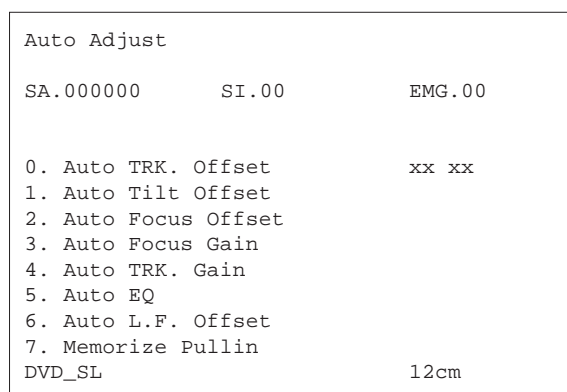 Auto Adjust
SA.000000 SI.00 EMG.00
0. Auto TRK. Offset xx xx
1. Auto Tilt Offset
2. Auto Focus Offset
3. Auto Focus Gain
4. Auto TRK. Gain
5. Auto EQ
6. Auto L.F. Offset
7. Memorize Pullin
DVD_SL 12cm